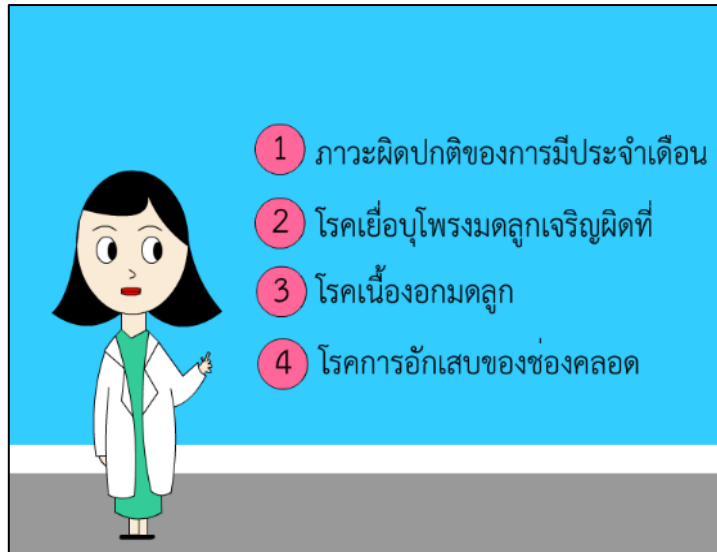 1 ภาวะผิดปกติของการมีประจำเดือน
2 โรคเยื่อบุโพรงมดลูกเจริญผิดที่
3 โรคเนื้องอกมดลูก
4 โรคการอักเสบของช่องคลอด